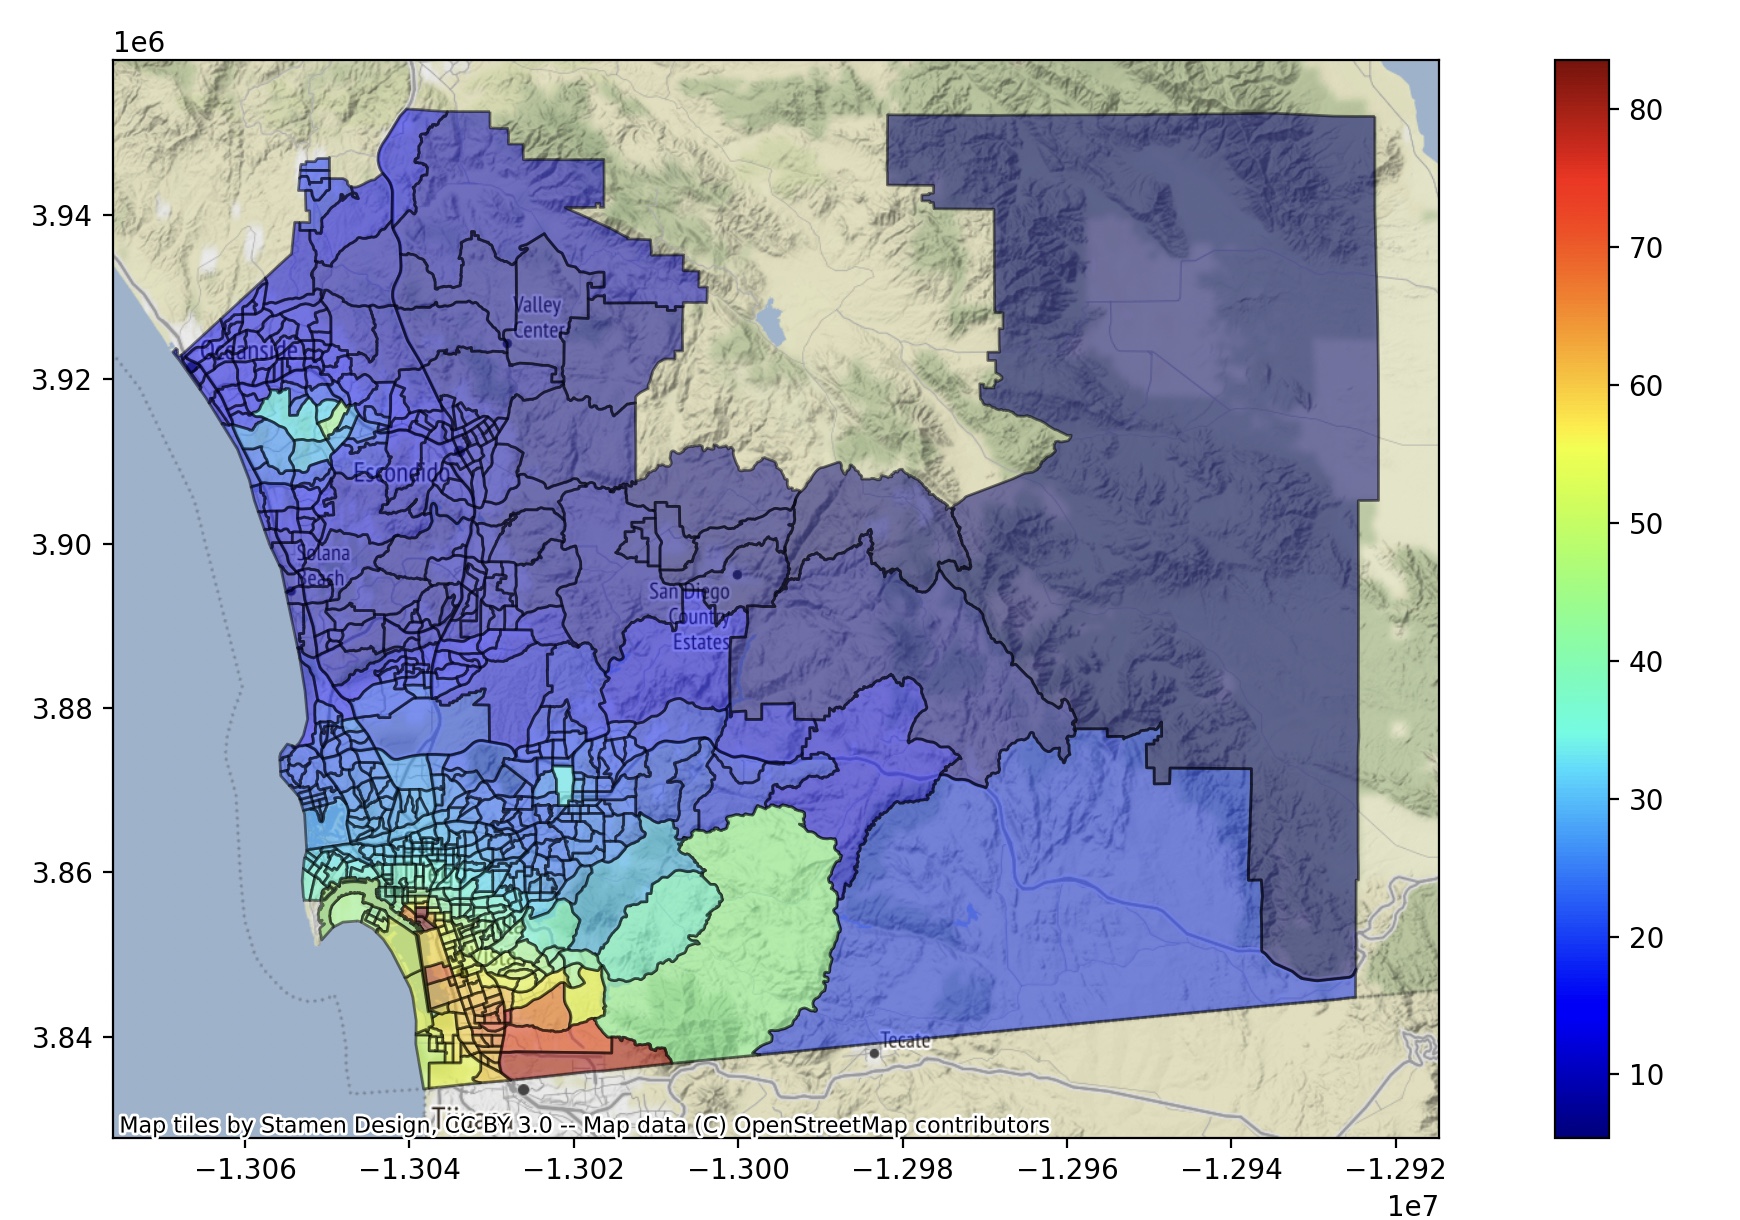 1e6
3.94
3.92
3.90
3.88
3.86
3.84
Valley
Center
Oceanside
Escondido
Solana
Beach
San Diego
Country
Estates
Tecate
Map tiles by Stamen Design, CC BY 3.0 -- Map data (C) OpenStreetMap contributors
−1.306 −1.304 −1.302 −1.300 −1.298 −1.296 −1.294 −1.292
1e7
80
70
60
50
40
30
20
10